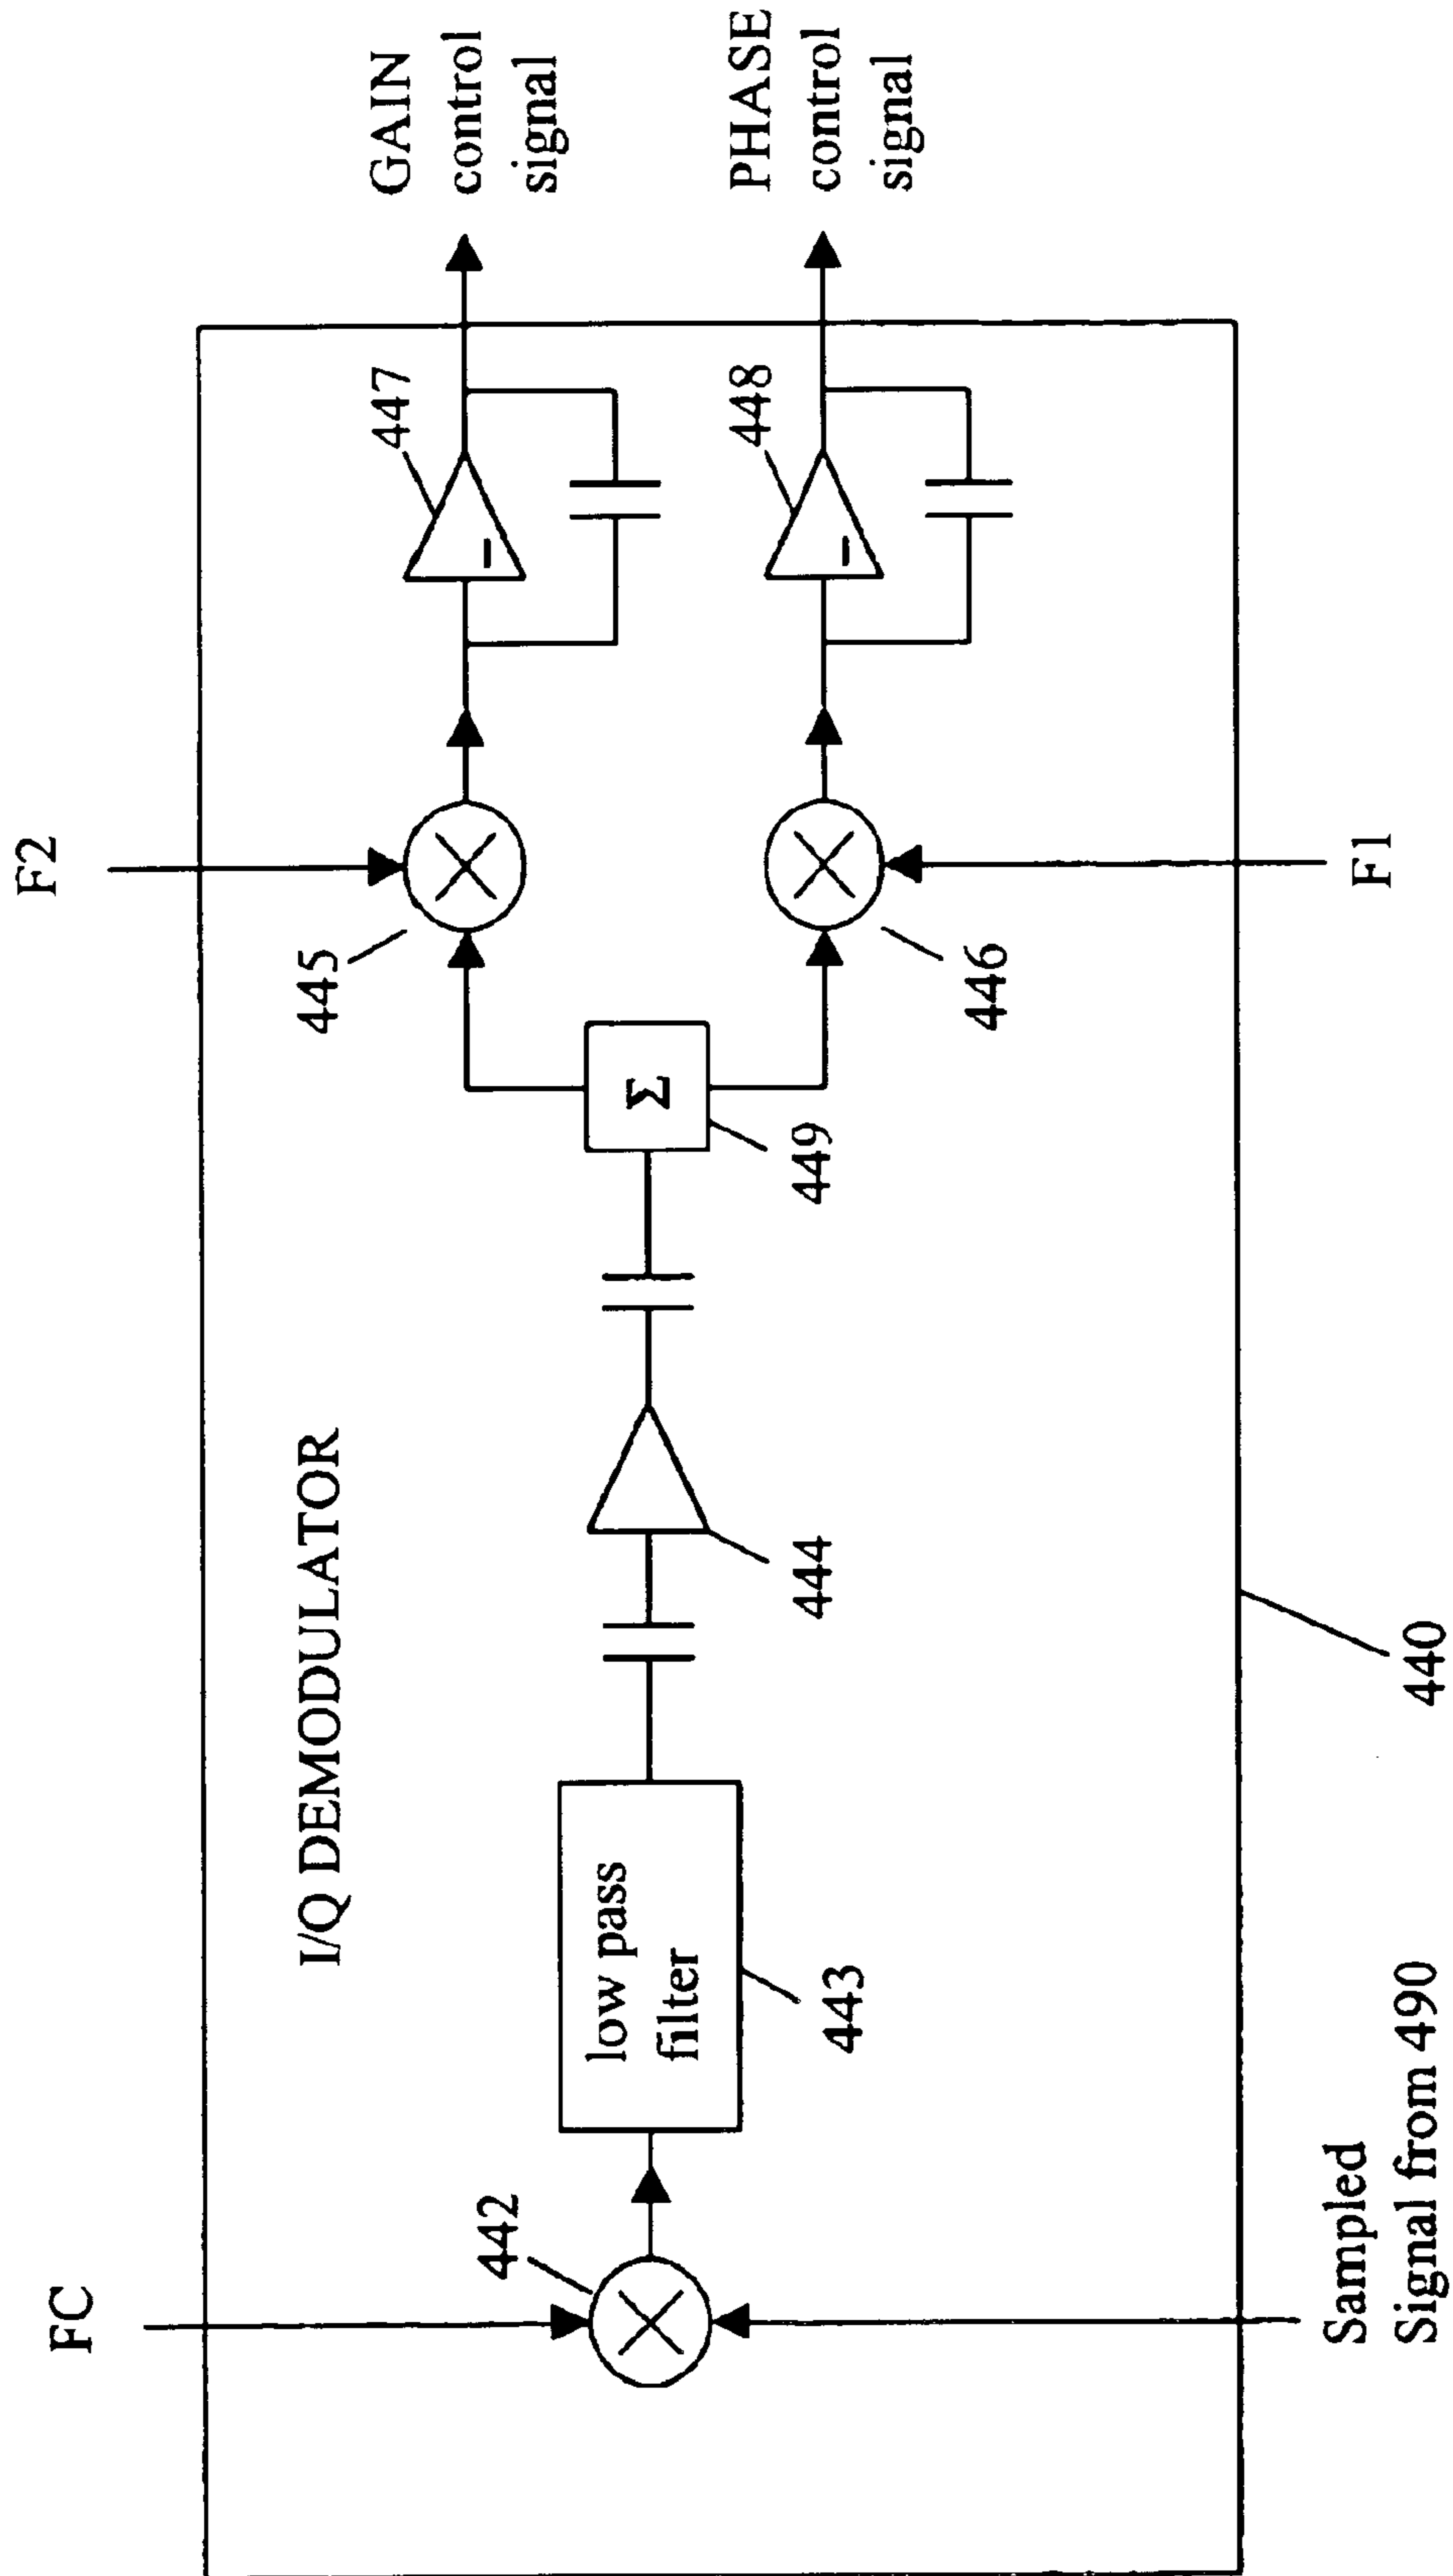 FC
F2
I/Q DEMODULATOR
442
low pass
filter
443
444
Σ
449
445
446
447
–
448
–
GAIN
control
signal
PHASE
control
signal
F1
440
Sampled
Signal from 490